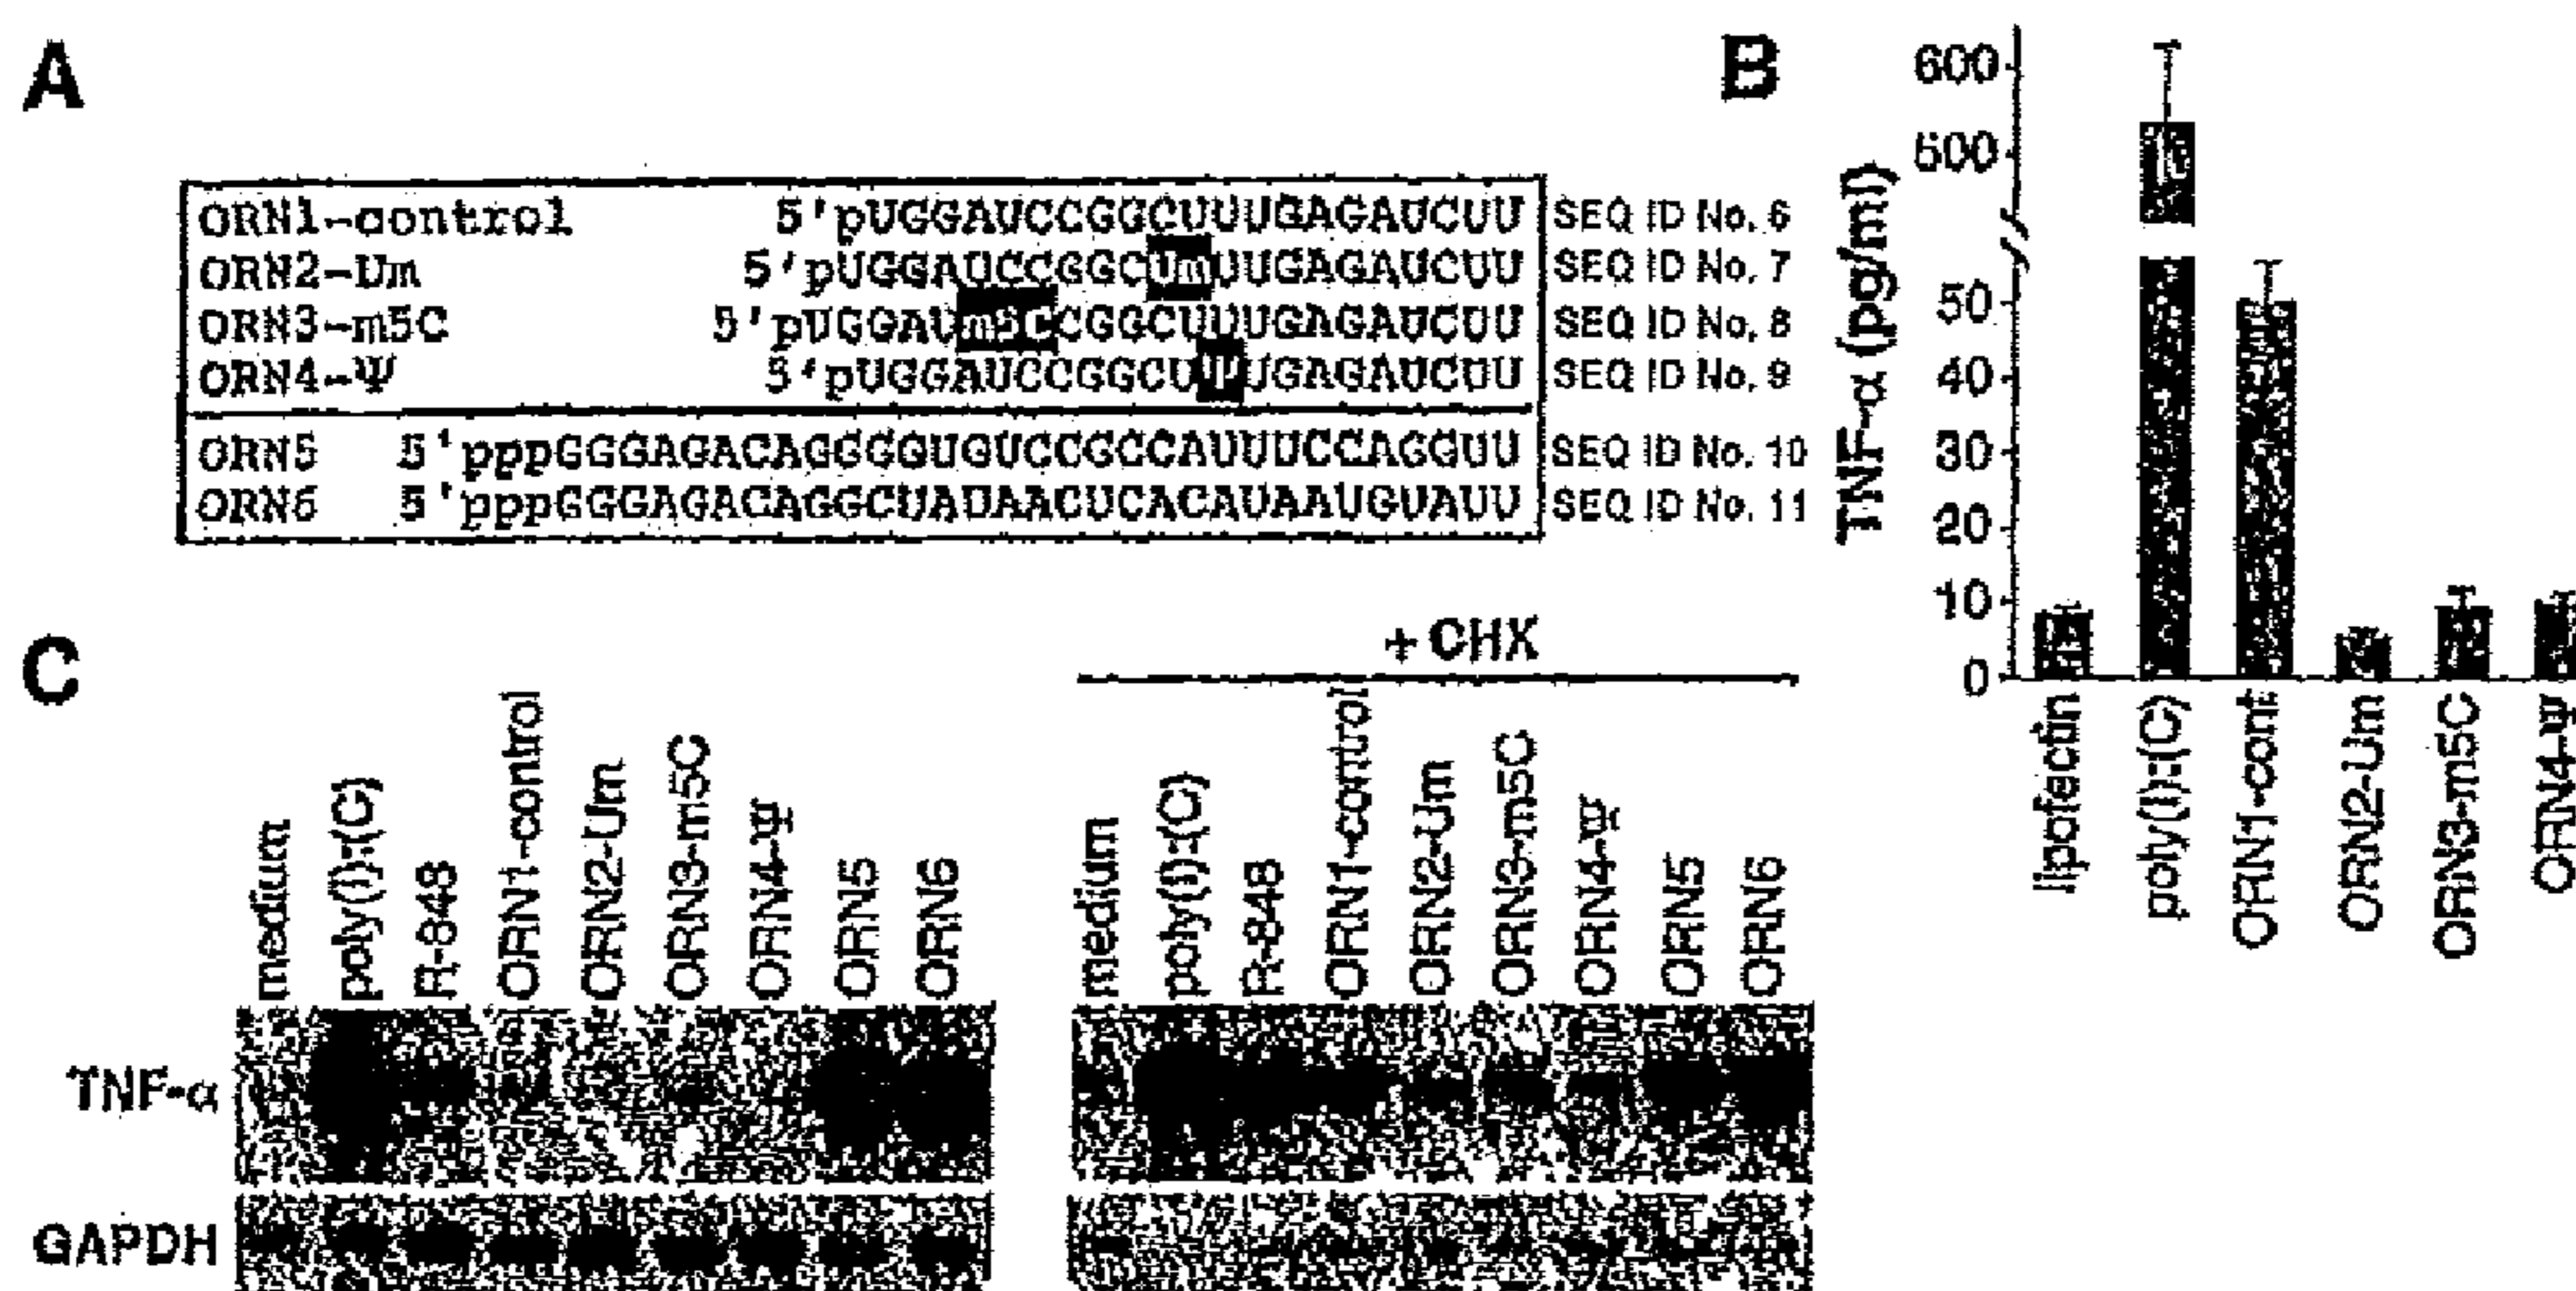 A
ORN1-control 5'pUGGAUCCGGCUUUGAGAUCUU SEQ ID No. 6
ORN2-Um 5'pUGGAUCCGGCUmUUGAGAUCUU SEQ ID No. 7
ORN3-m5C 5'pUGGAUm5CCGGCUUUGAGAUCUU SEQ ID No. 8
ORN4-Ψ 5'pUGGAUCCGGCUΨUGAGAUCUU SEQ ID No. 9
ORN5 5'pppGGGAGACAGGGGUGUCCGCCAUUUCCAGGUU SEQ ID No. 10
ORN6 5'pppGGGAGACAGGCUAUAACUCACAUAAUGUAUU SEQ ID No. 11
B
TNF-α (pg/ml)
600
500
50
40
30
20
10
0
lipofectin
poly(I):(C)
ORN1-cont
ORN2-Um
ORN3-m5C
ORN4-Ψ
C
+ CHX
medium
poly(I):(C)
R-848
ORN1-control
ORN2-Um
ORN3-m5C
ORN4-Ψ
ORN5
ORN6
medium
poly(I):(C)
R-848
ORN1-control
ORN2-Um
ORN3-m5C
ORN4-Ψ
ORN5
ORN6
TNF-α
GAPDH